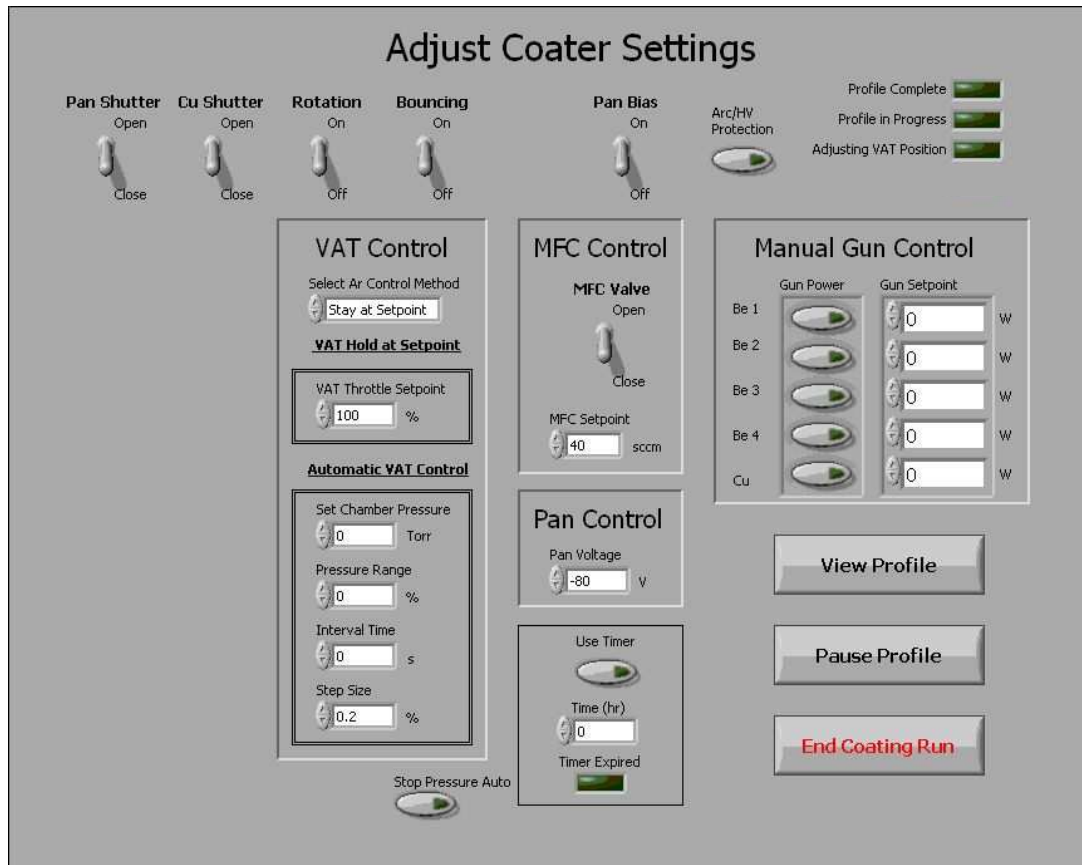 Adjust Coater Settings
Pan Shutter
Open
Close
Cu Shutter
Open
Close
Rotation
On
Off
Bouncing
On
Off
Pan Bias
On
Off
Arc/HV
Protection
Profile Complete
Profile in Progress
Adjusting VAT Position
VAT Control
Select Ar Control Method
Stay at Setpoint
VAT Hold at Setpoint
VAT Throttle Setpoint
100 %
Automatic VAT Control
Set Chamber Pressure
0 Torr
Pressure Range
0 %
Interval Time
0 s
Step Size
0.2 %
Stop Pressure Auto
MFC Control
MFC Valve
Open
Close
MFC Setpoint
40 sccm
Pan Control
Pan Voltage
-80 V
Use Timer
Time (hr)
0
Timer Expired
Manual Gun Control
Gun Power Gun Setpoint
Be 1 0 W
Be 2 0 W
Be 3 0 W
Be 4 0 W
Cu 0 W
View Profile
Pause Profile
End Coating Run